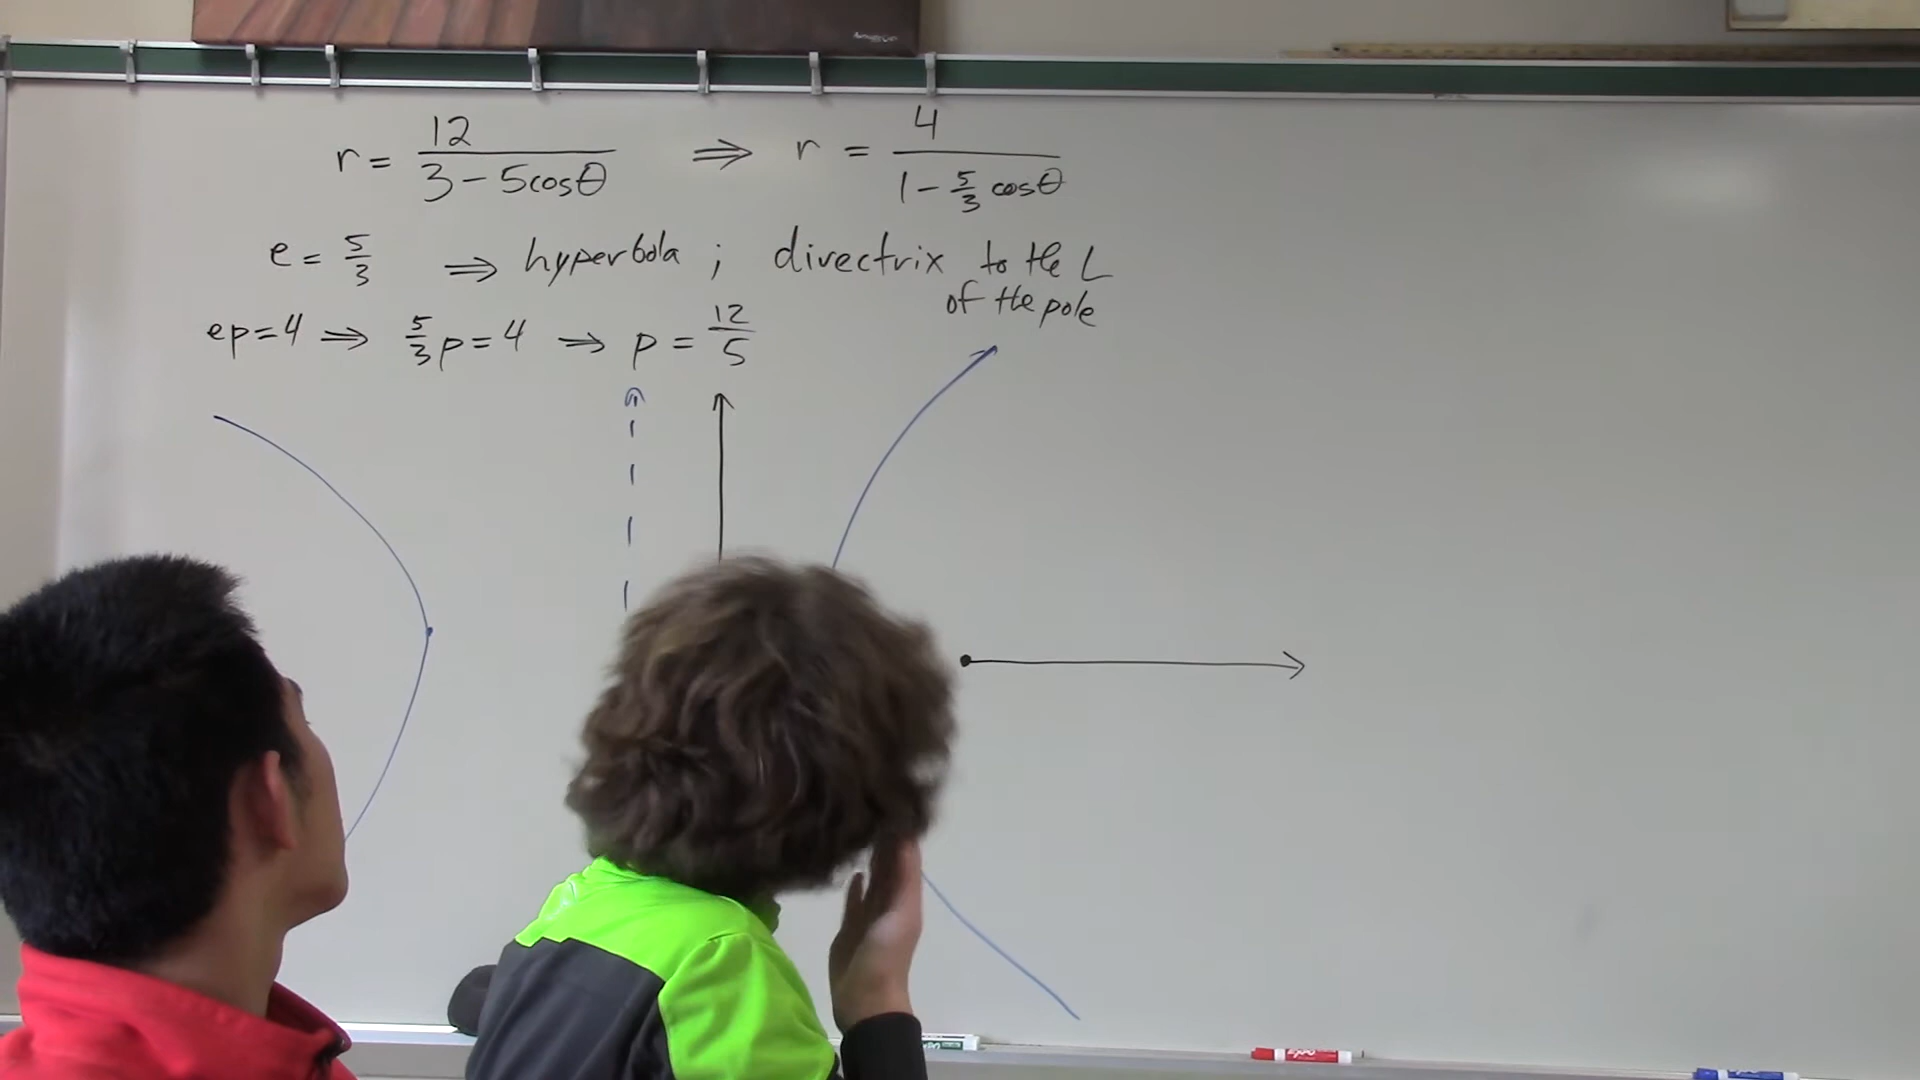 r = 12/(3 - 5cosθ) ⇒ r = 4/(1 - 5/3 cosθ)
e = 5/3 ⇒ hyperbola ; directrix to the L
of the pole
ep = 4 ⇒ 5/3 p = 4 ⇒ p = 12/5
EXPO